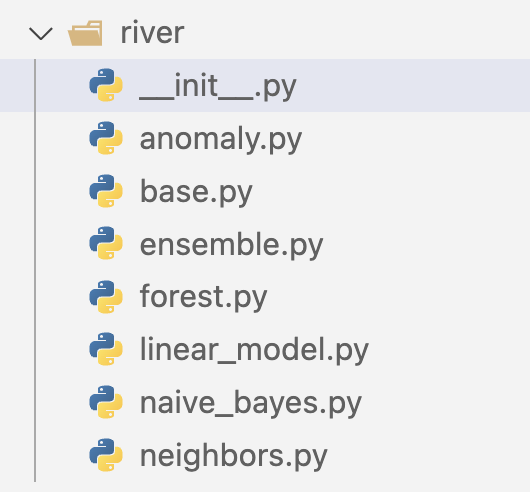 river
__init__.py
anomaly.py
base.py
ensemble.py
forest.py
linear_model.py
naive_bayes.py
neighbors.py